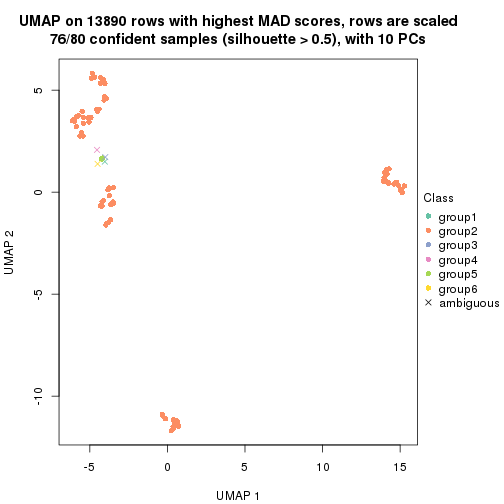 UMAP on 13890 rows with highest MAD scores, rows are scaled
76/80 confident samples (silhouette > 0.5), with 10 PCs
5
0
-5
-10
UMAP 2
-5
0
5
10
15
UMAP 1
Class
group1
group2
group3
group4
group5
group6
ambiguous